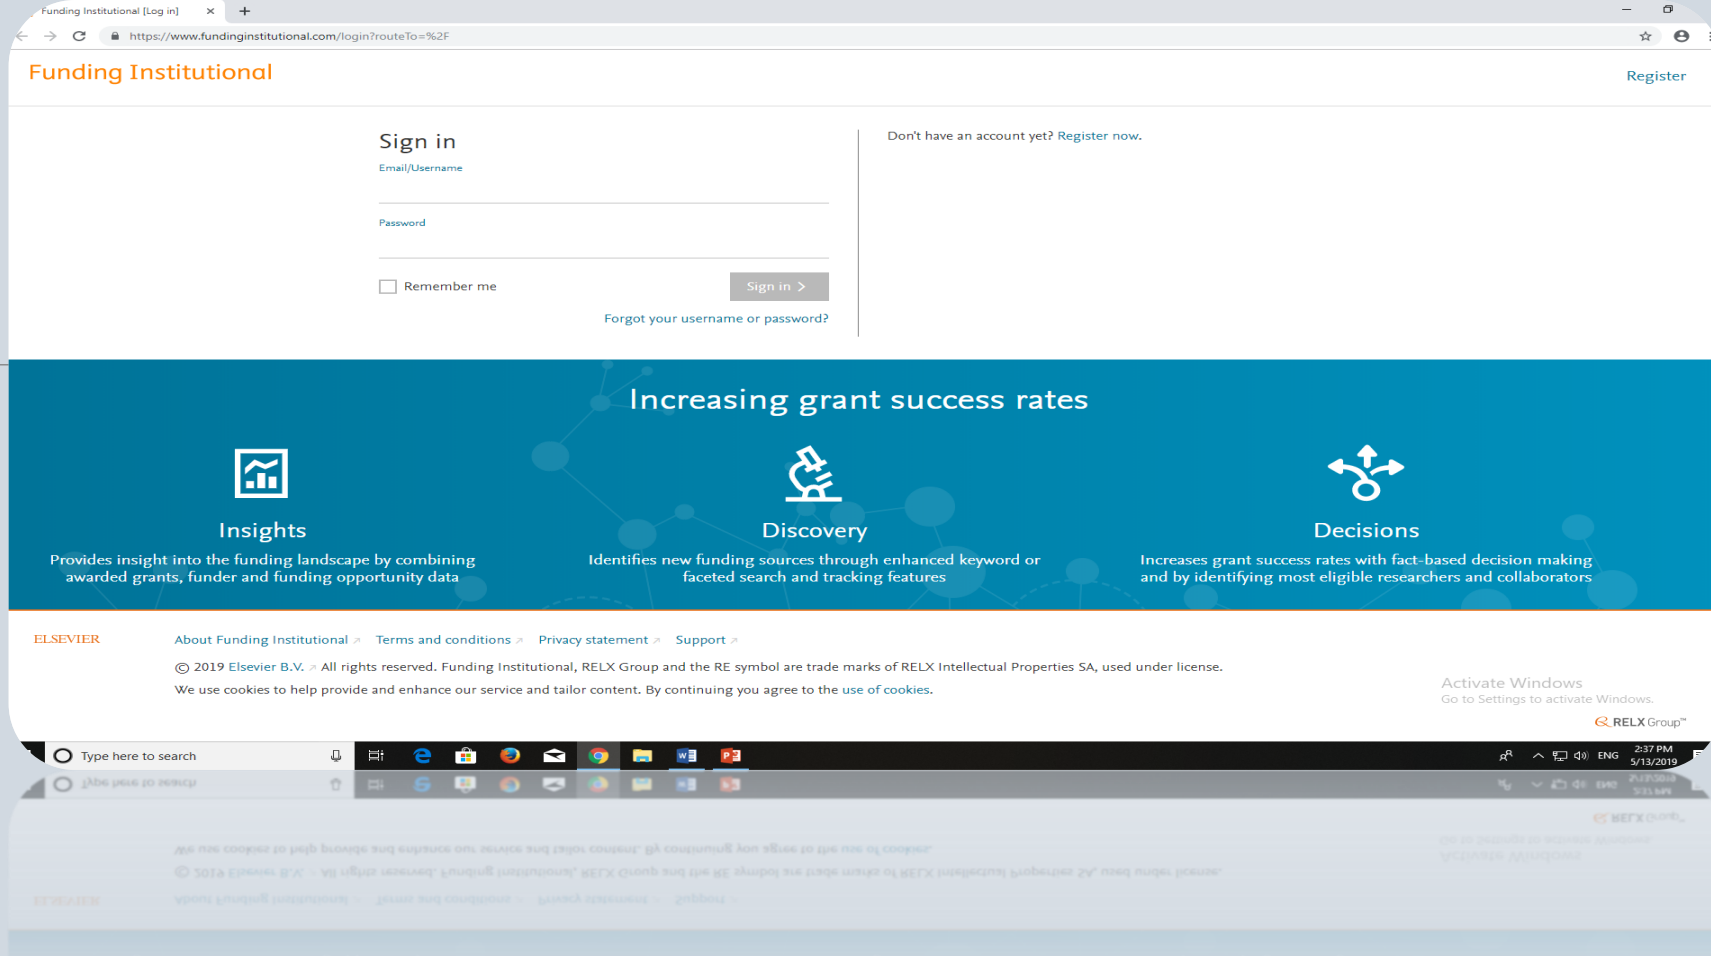 Funding Institutional [Log in]
https://www.fundinginstitutional.com/login?routeTo=%2F
Funding Institutional
Register
Sign in
Email/Username
Password
Remember me
Sign in >
Forgot your username or password?
Don't have an account yet? Register now.
Increasing grant success rates
Insights
Provides insight into the funding landscape by combining
awarded grants, funder and funding opportunity data
Discovery
Identifies new funding sources through enhanced keyword or
faceted search and tracking features
Decisions
Increases grant success rates with fact-based decision making
and by identifying most eligible researchers and collaborators
ELSEVIER
About Funding Institutional Terms and conditions Privacy statement Support
© 2019 Elsevier B.V. All rights reserved. Funding Institutional, RELX Group and the RE symbol are trade marks of RELX Intellectual Properties SA, used under license.
We use cookies to help provide and enhance our service and tailor content. By continuing you agree to the use of cookies.
Activate Windows
Go to Settings to activate Windows.
RELX Group™
Type here to search
ENG
2:37 PM
5/13/2019